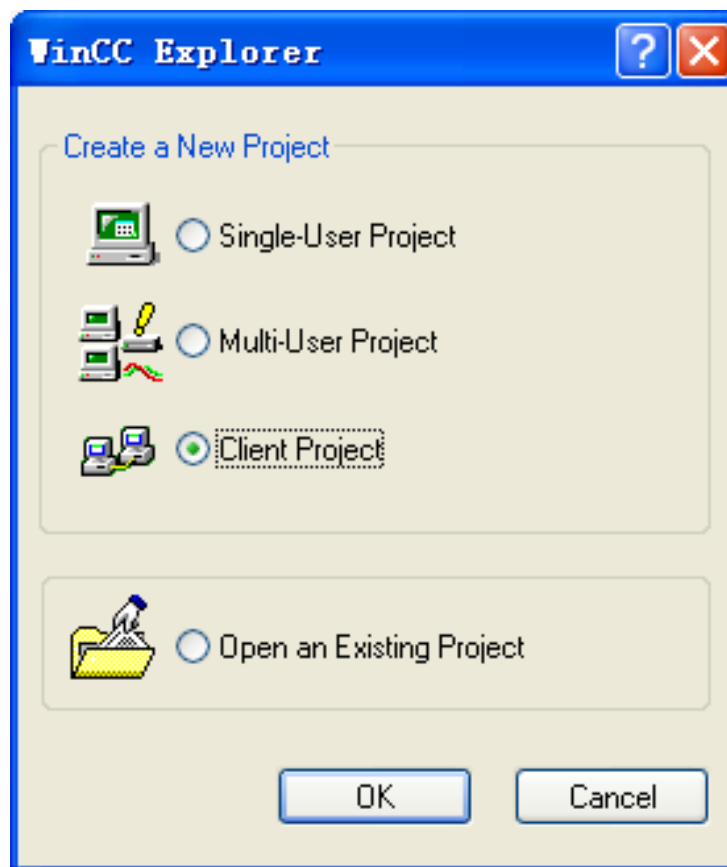 WinCC Explorer
Create a New Project
Single-User Project
Multi-User Project
Client Project
Open an Existing Project
OK Cancel